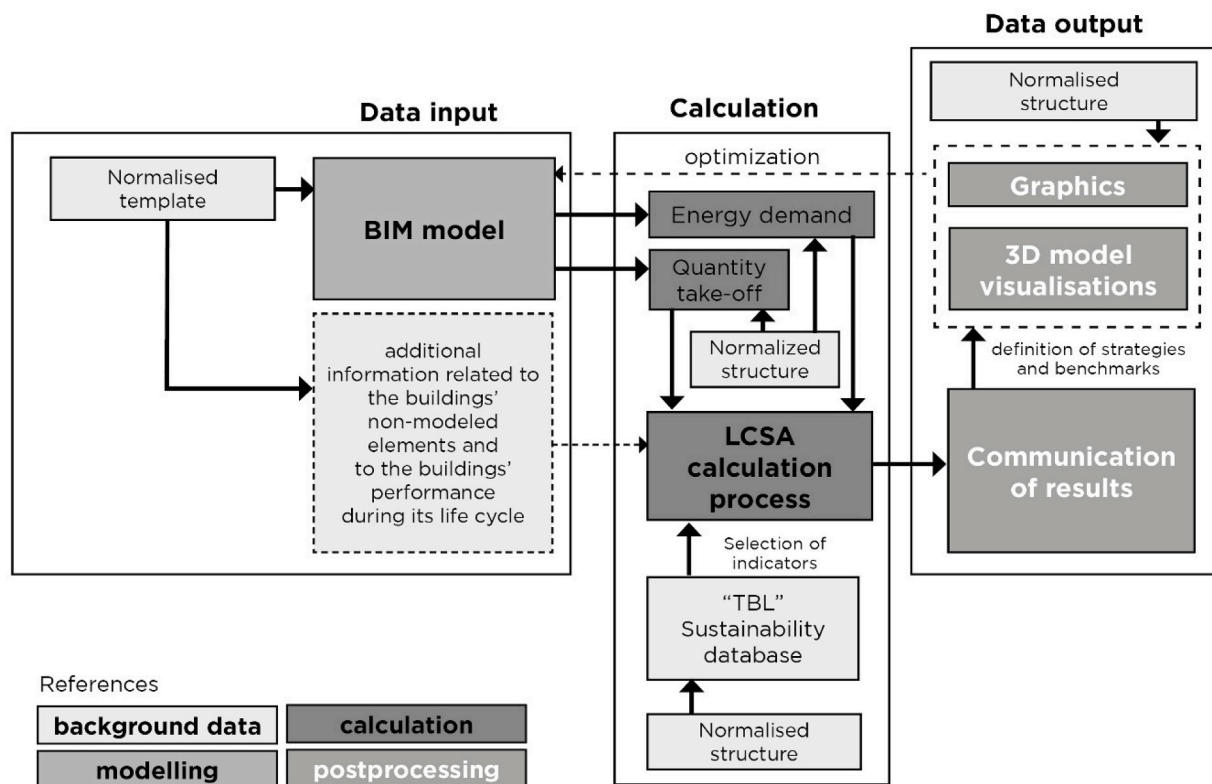 Data output
Normalised
structure
Data input
Calculation
optimization
Normalised
template
BIM model
Energy demand
Graphics
Quantity
take-off
3D model
visualisations
additional
information related to
the buildings’
non-modeled
elements and
to the buildings’
performance
during its life cycle
Normalized
structure
definition of strategies
and benchmarks
LCSA
calculation
process
Communication
of results
Selection of
indicators
“TBL”
Sustainability
database
Normalised
structure
References
background data
calculation
modelling
postprocessing